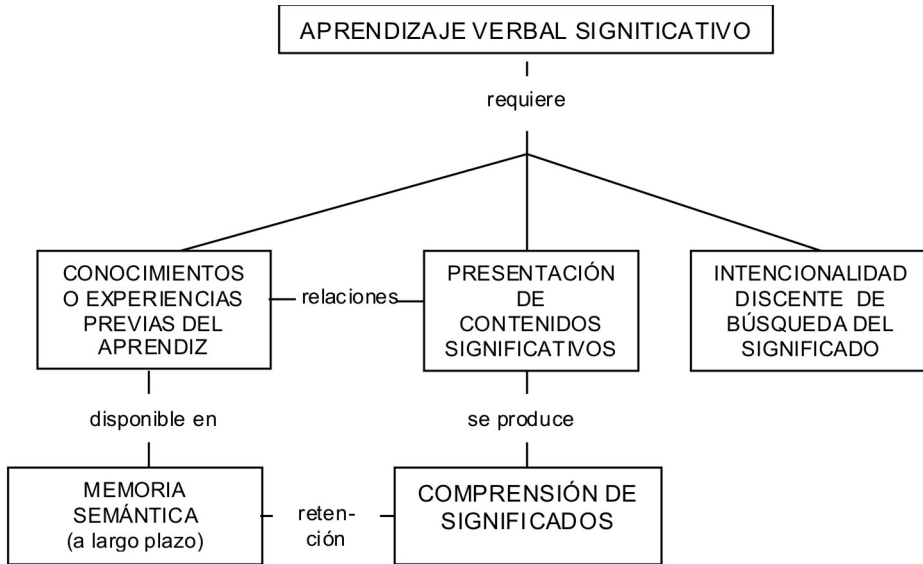 APRENDIZAJE VERBAL SIGNITICATIVO
requiere
CONOCIMIENTOS
O EXPERIENCIAS
PREVIAS DEL
APRENDIZ
relaciones
PRESENTACIÓN
DE
CONTENIDOS
SIGNIFICATIVOS
INTENCIONALIDAD
DISCENTE DE
BÚSQUEDA DEL
SIGNIFICADO
disponible en
se produce
MEMORIA
SEMÁNTICA
(a largo plazo)
reten-
ción
COMPRENSIÓN DE
SIGNIFICADOS